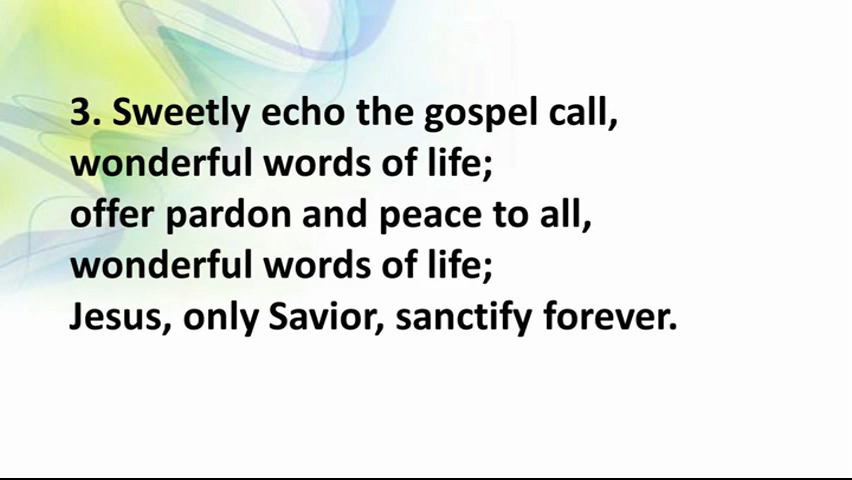 3. Sweetly echo the gospel call,
wonderful words of life;
offer pardon and peace to all,
wonderful words of life;
Jesus, only Savior, sanctify forever.